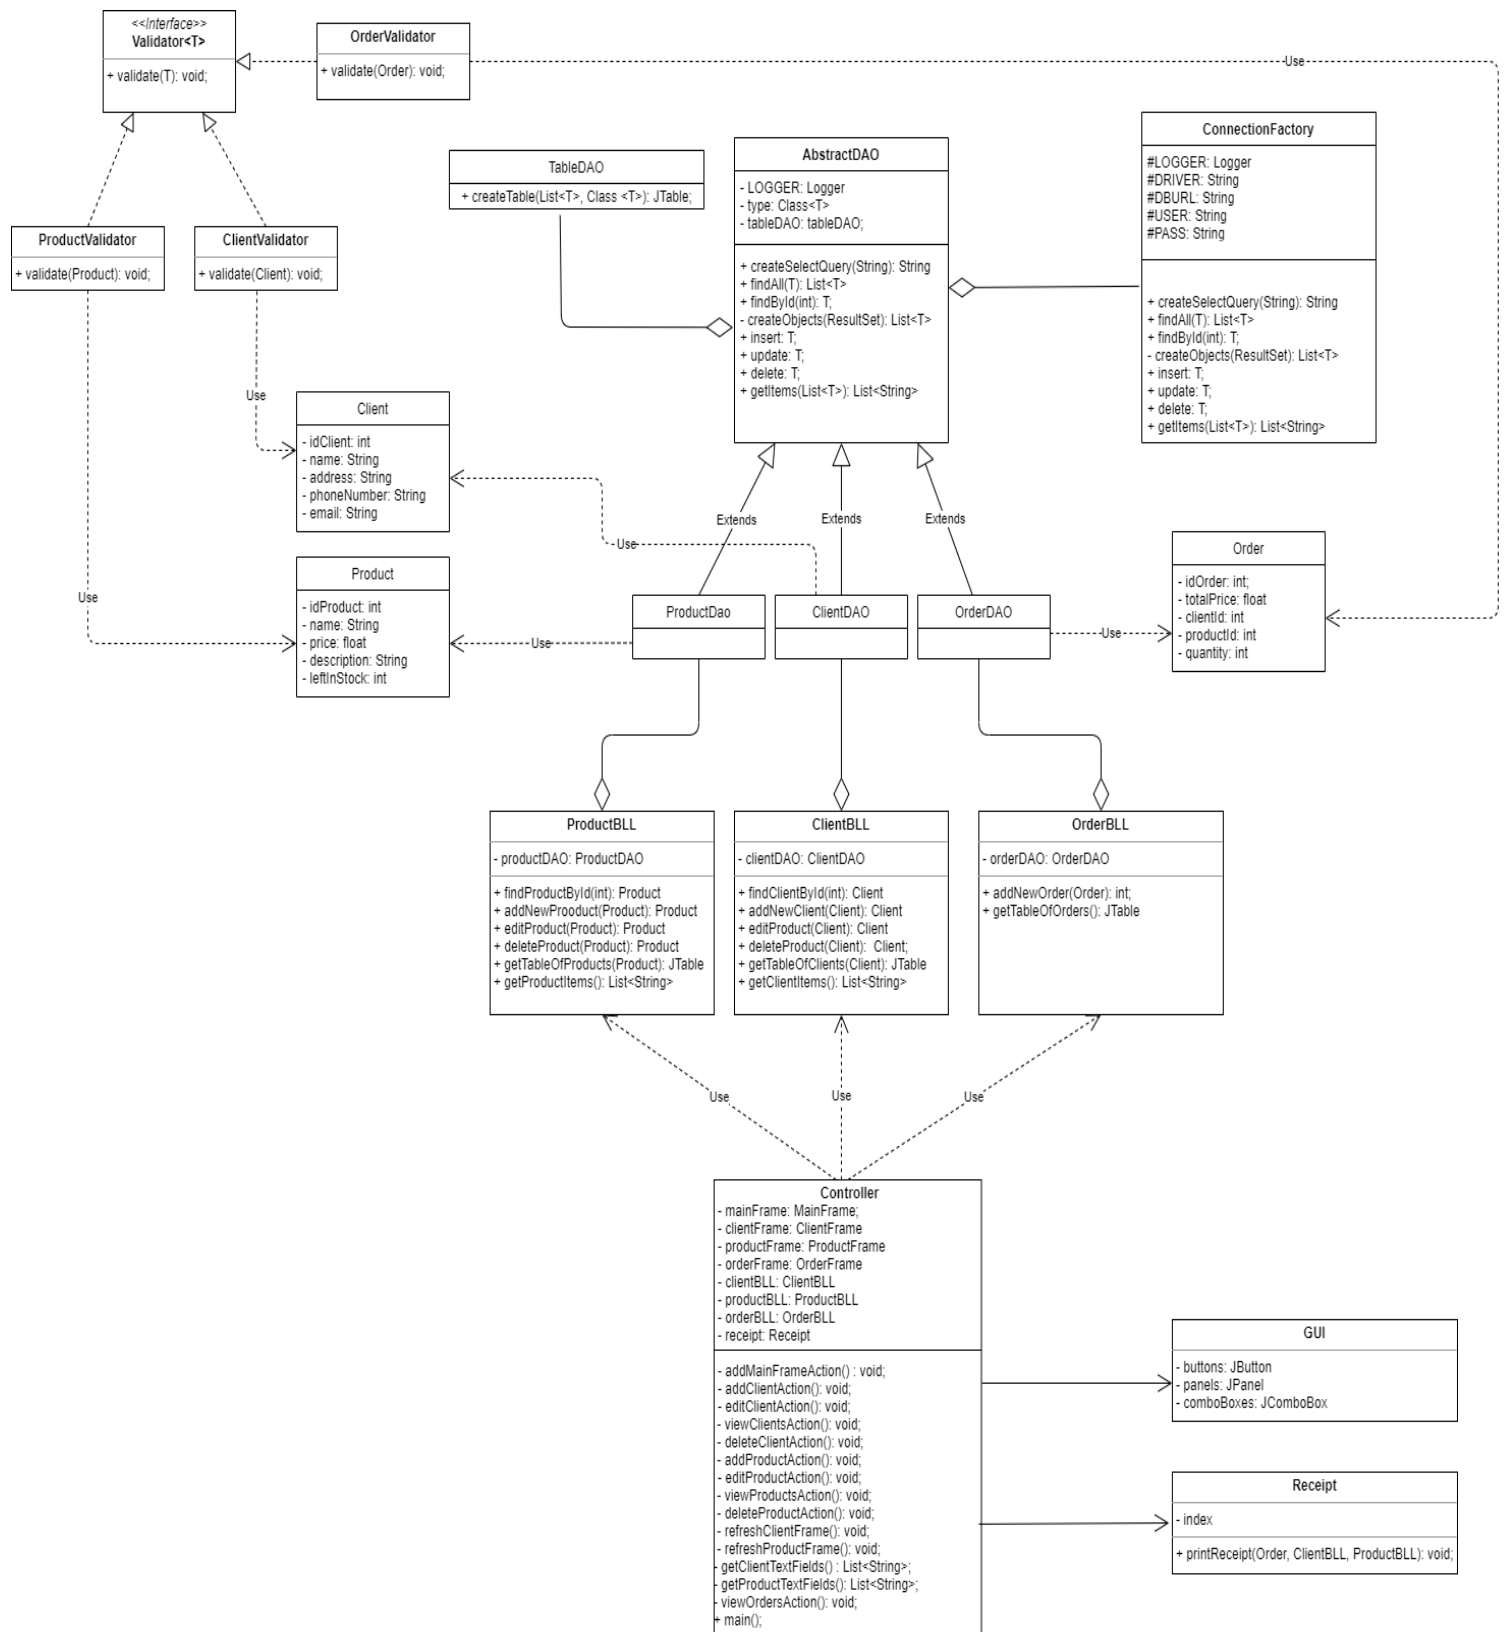 <<Interface>>
Validator<T>
+ validate(T): void;
OrderValidator
+ validate(Order): void;
Use
TableDAO
+ createTable(List<T>, Class <T>): JTable;
AbstractDAO
- LOGGER: Logger
- type: Class<T>
- tableDAO: tableDAO;
+ createSelectQuery(String): String
+ findAll(T): List<T>
+ findById(int): T;
- createObjects(ResultSet): List<T>
+ insert: T;
+ update: T;
+ delete: T;
+ getItems(List<T>): List<String>
ConnectionFactory
#LOGGER: Logger
#DRIVER: String
#DBURL: String
#USER: String
#PASS: String
+ createSelectQuery(String): String
+ findAll(T): List<T>
+ findById(int): T;
- createObjects(ResultSet): List<T>
+ insert: T;
+ update: T;
+ delete: T;
+ getItems(List<T>): List<String>
ProductValidator
+ validate(Product): void;
ClientValidator
+ validate(Client): void;
Use
Client
- idClient: int
- name: String
- address: String
- phoneNumber: String
- email: String
Extends
Extends
Extends
Use
Product
- idProduct: int
- name: String
- price: float
- description: String
- leftInStock: int
Use
Use
ProductDao
ClientDAO
OrderDAO
Use
Order
- idOrder: int;
- totalPrice: float
- clientId: int
- productId: int
- quantity: int
ProductBLL
- productDAO: ProductDAO
+ findProductById(int): Product
+ addNewProoduct(Product): Product
+ editProduct(Product): Product
+ deleteProduct(Product): Product
+ getTableOfProducts(Product): JTable
+ getProductItems(): List<String>
ClientBLL
- clientDAO: ClientDAO
+ findClientById(int): Client
+ addNewClient(Client): Client
+ editProduct(Client): Client
+ deleteProduct(Client): Client;
+ getTableOfClients(Client): JTable
+ getClientItems(): List<String>
OrderBLL
- orderDAO: OrderDAO
+ addNewOrder(Order): int;
+ getTableOfOrders(): JTable
Use
Use
Use
Controller
- mainFrame: MainFrame;
- clientFrame: ClientFrame
- productFrame: ProductFrame
- orderFrame: OrderFrame
- clientBLL: ClientBLL
- productBLL: ProductBLL
- orderBLL: OrderBLL
- receipt: Receipt
- addMainFrameAction() : void;
- addClientAction(): void;
- editClientAction(): void;
- viewClientsAction(): void;
- deleteClientAction(): void;
- addProductAction(): void;
- editProductAction(): void;
- viewProductsAction(): void;
- deleteProductAction(): void;
- refreshClientFrame(): void;
- refreshProductFrame(): void;
- getClientTextFields() : List<String>;
- getProductTextFields(): List<String>;
- viewOrdersAction(): void;
+ main();
GUI
- buttons: JButton
- panels: JPanel
- comboBoxes: JComboBox
Receipt
- index
+ printReceipt(Order, ClientBLL, ProductBLL): void;